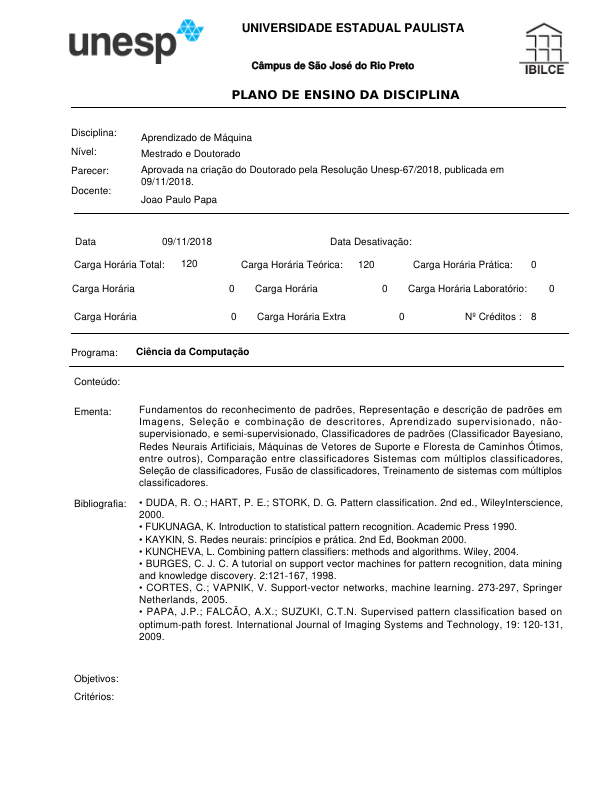 unesp
UNIVERSIDADE ESTADUAL PAULISTA
Câmpus de São José do Rio Preto
IBILCE
PLANO DE ENSINO DA DISCIPLINA
Disciplina: Aprendizado de Máquina
Nível: Mestrado e Doutorado
Parecer: Aprovada na criação do Doutorado pela Resolução Unesp-67/2018, publicada em
09/11/2018.
Docente: Joao Paulo Papa
Data 09/11/2018 Data Desativação:
Carga Horária Total: 120 Carga Horária Teórica: 120 Carga Horária Prática: 0
Carga Horária 0 Carga Horária 0 Carga Horária Laboratório: 0
Carga Horária 0 Carga Horária Extra 0 Nº Créditos : 8
Programa: Ciência da Computação
Conteúdo:
Ementa: Fundamentos do reconhecimento de padrões, Representação e descrição de padrões em
Imagens, Seleção e combinação de descritores, Aprendizado supervisionado, não-
supervisionado, e semi-supervisionado, Classificadores de padrões (Classificador Bayesiano,
Redes Neurais Artificiais, Máquinas de Vetores de Suporte e Floresta de Caminhos Ótimos,
entre outros), Comparação entre classificadores Sistemas com múltiplos classificadores,
Seleção de classificadores, Fusão de classificadores, Treinamento de sistemas com múltiplos
classificadores.
Bibliografia: • DUDA, R. O.; HART, P. E.; STORK, D. G. Pattern classification. 2nd ed., WileyInterscience,
2000.
• FUKUNAGA, K. Introduction to statistical pattern recognition. Academic Press 1990.
• KAYKIN, S. Redes neurais: princípios e prática. 2nd Ed, Bookman 2000.
• KUNCHEVA, L. Combining pattern classifiers: methods and algorithms. Wiley, 2004.
• BURGES, C. J. C. A tutorial on support vector machines for pattern recognition, data mining
and knowledge discovery. 2:121-167, 1998.
• CORTES, C.; VAPNIK, V. Support-vector networks, machine learning. 273-297, Springer
Netherlands, 2005.
• PAPA, J.P.; FALCÃO, A.X.; SUZUKI, C.T.N. Supervised pattern classification based on
optimum-path forest. International Journal of Imaging Systems and Technology, 19: 120-131,
2009.
Objetivos:
Critérios: